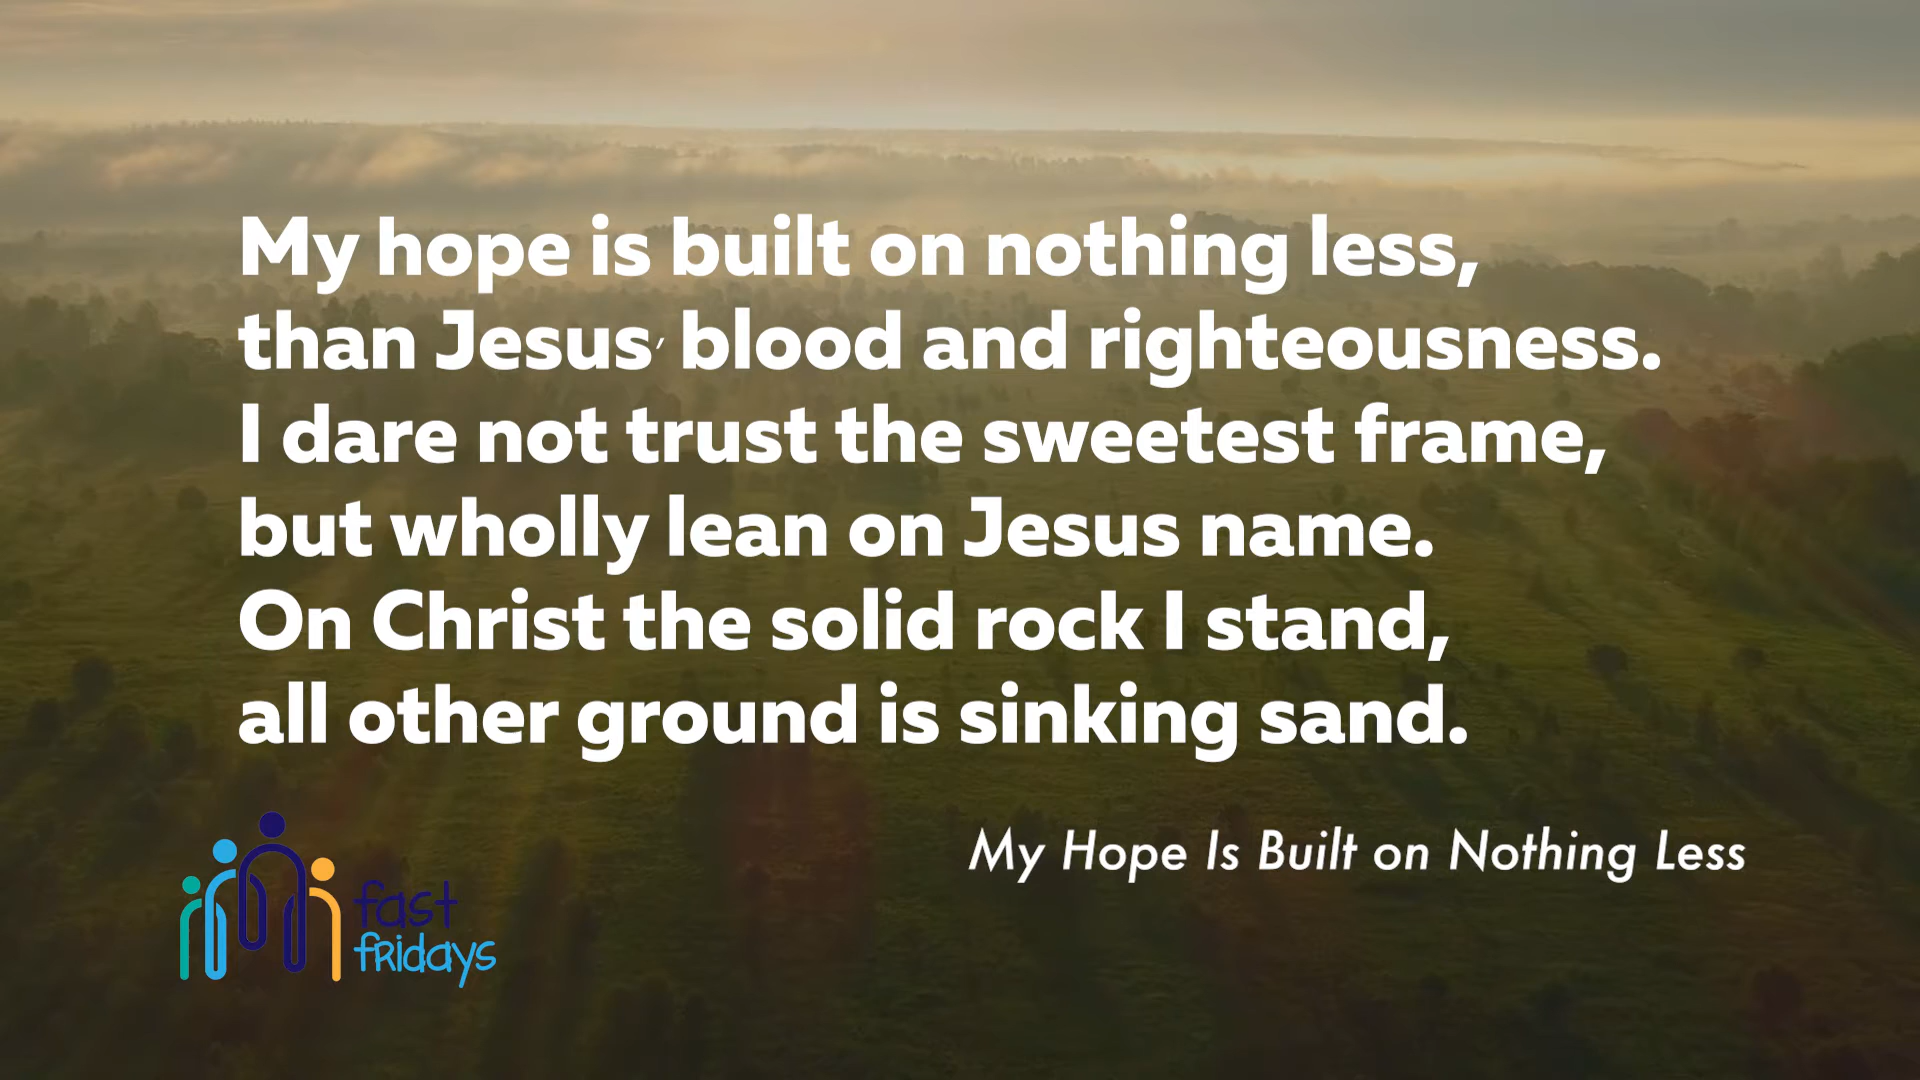 My hope is built on nothing less,
than Jesus' blood and righteousness.
I dare not trust the sweetest frame,
but wholly lean on Jesus name.
On Christ the solid rock I stand,
all other ground is sinking sand.
My Hope Is Built on Nothing Less
fast
fridays